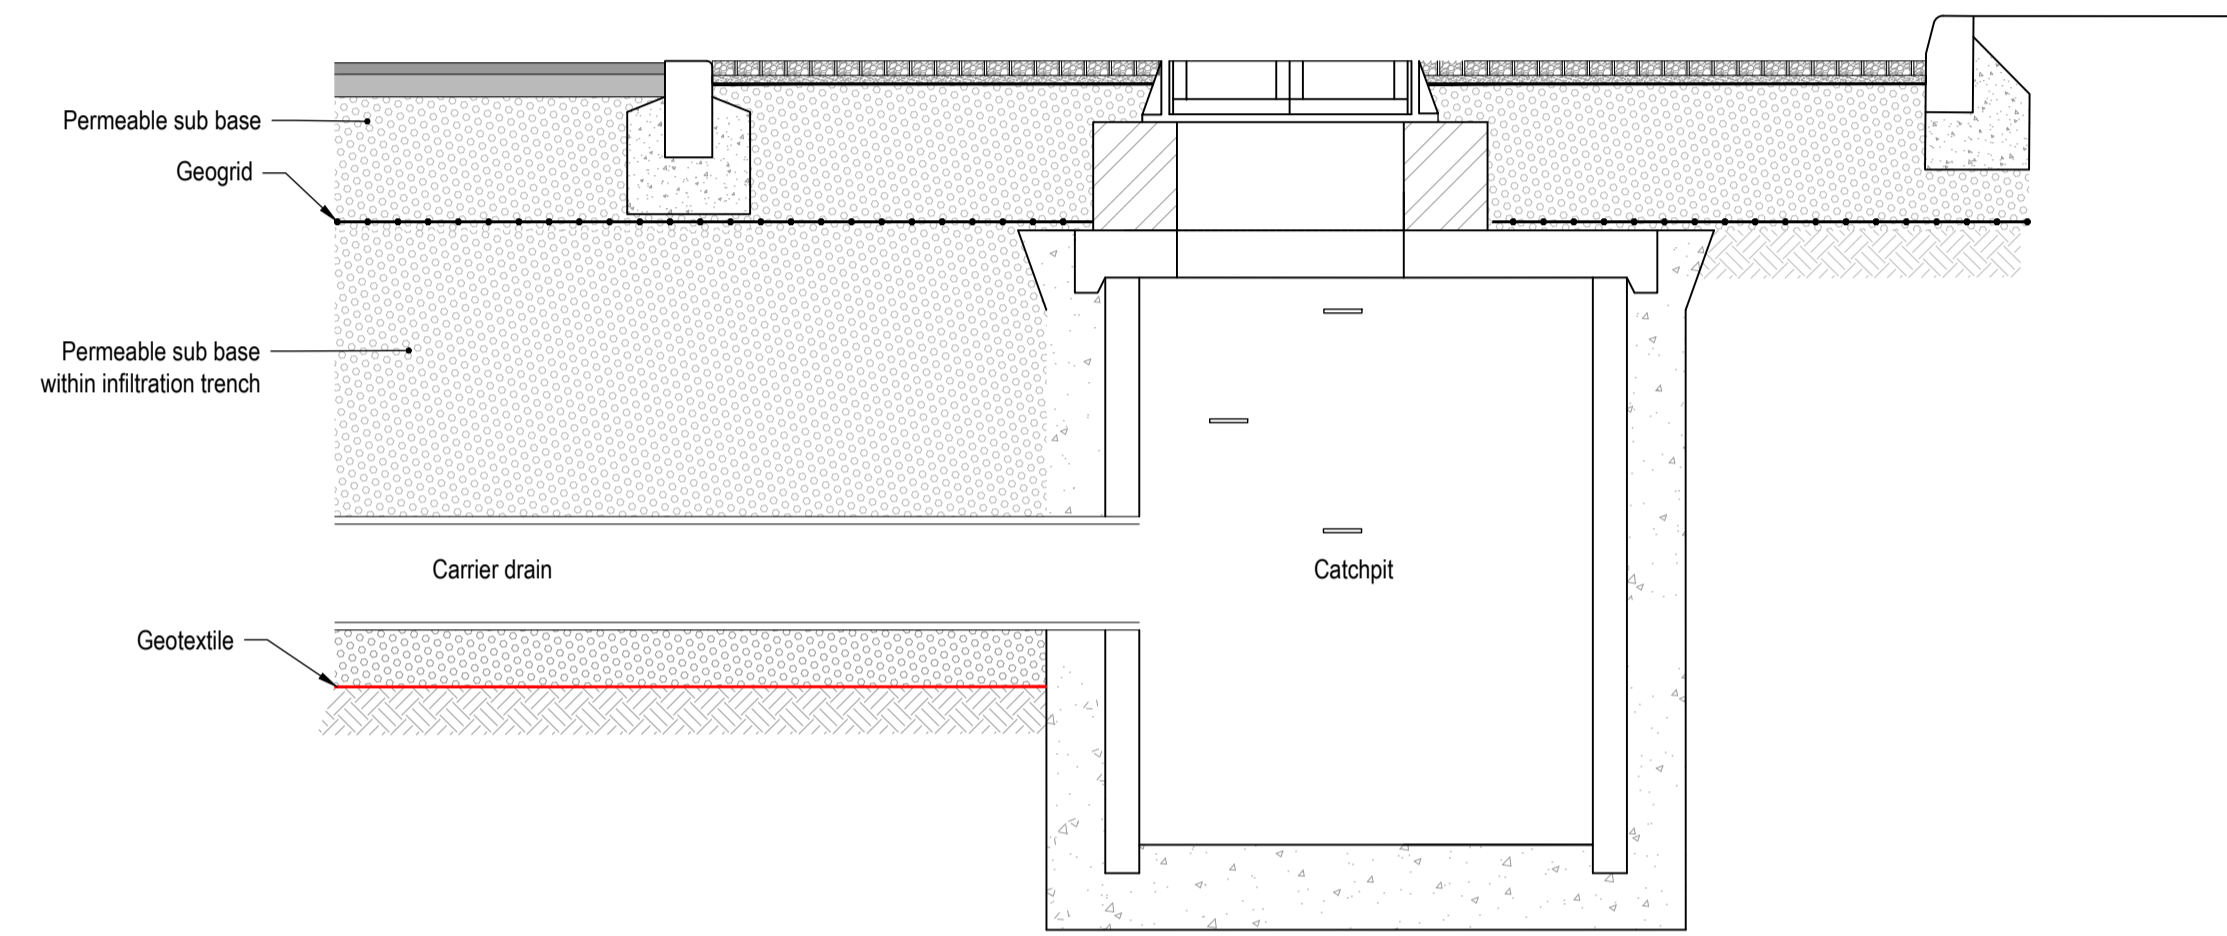 Permeable sub base
Geogrid
Permeable sub base
within infiltration trench
Carrier drain
Catchpit
Geotextile